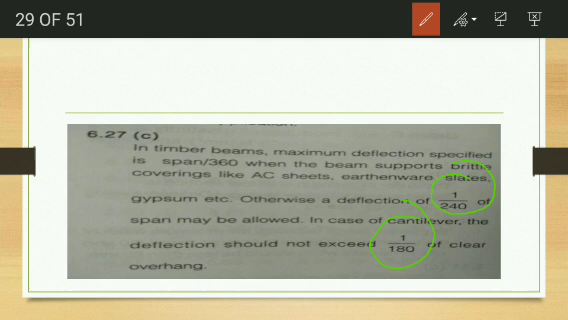 29 OF 51
6.27 (c)
In timber beams, maximum deflection specified
is span/360 when the beam supports brittle
coverings like AC sheets, earthenware slates,
gypsum etc. Otherwise a deflection of 1/240 of
span may be allowed. In case of cantilever, the
deflection should not exceed 1/180 of clear
overhang.